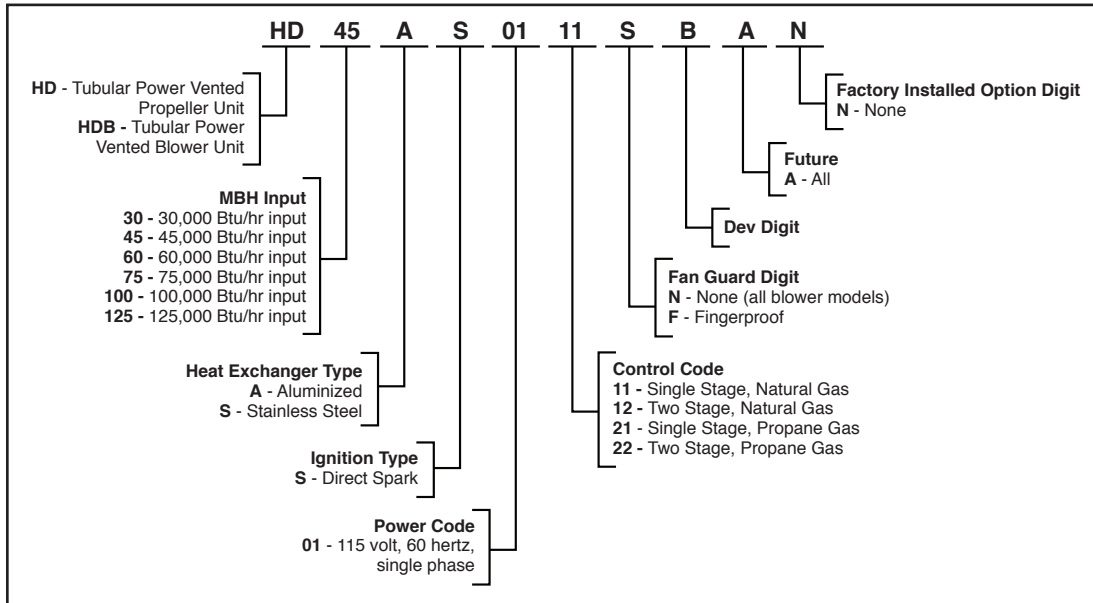 HD 45 A S 01 11 S B A N
HD - Tubular Power Vented
Propeller Unit
HDB - Tubular Power
Vented Blower Unit
MBH Input
30 - 30,000 Btu/hr input
45 - 45,000 Btu/hr input
60 - 60,000 Btu/hr input
75 - 75,000 Btu/hr input
100 - 100,000 Btu/hr input
125 - 125,000 Btu/hr input
Heat Exchanger Type
A - Aluminized
S - Stainless Steel
Ignition Type
S - Direct Spark
Power Code
01 - 115 volt, 60 hertz,
single phase
Factory Installed Option Digit
N - None
Future
A - All
Dev Digit
Fan Guard Digit
N - None (all blower models)
F - Fingerproof
Control Code
11 - Single Stage, Natural Gas
12 - Two Stage, Natural Gas
21 - Single Stage, Propane Gas
22 - Two Stage, Propane Gas